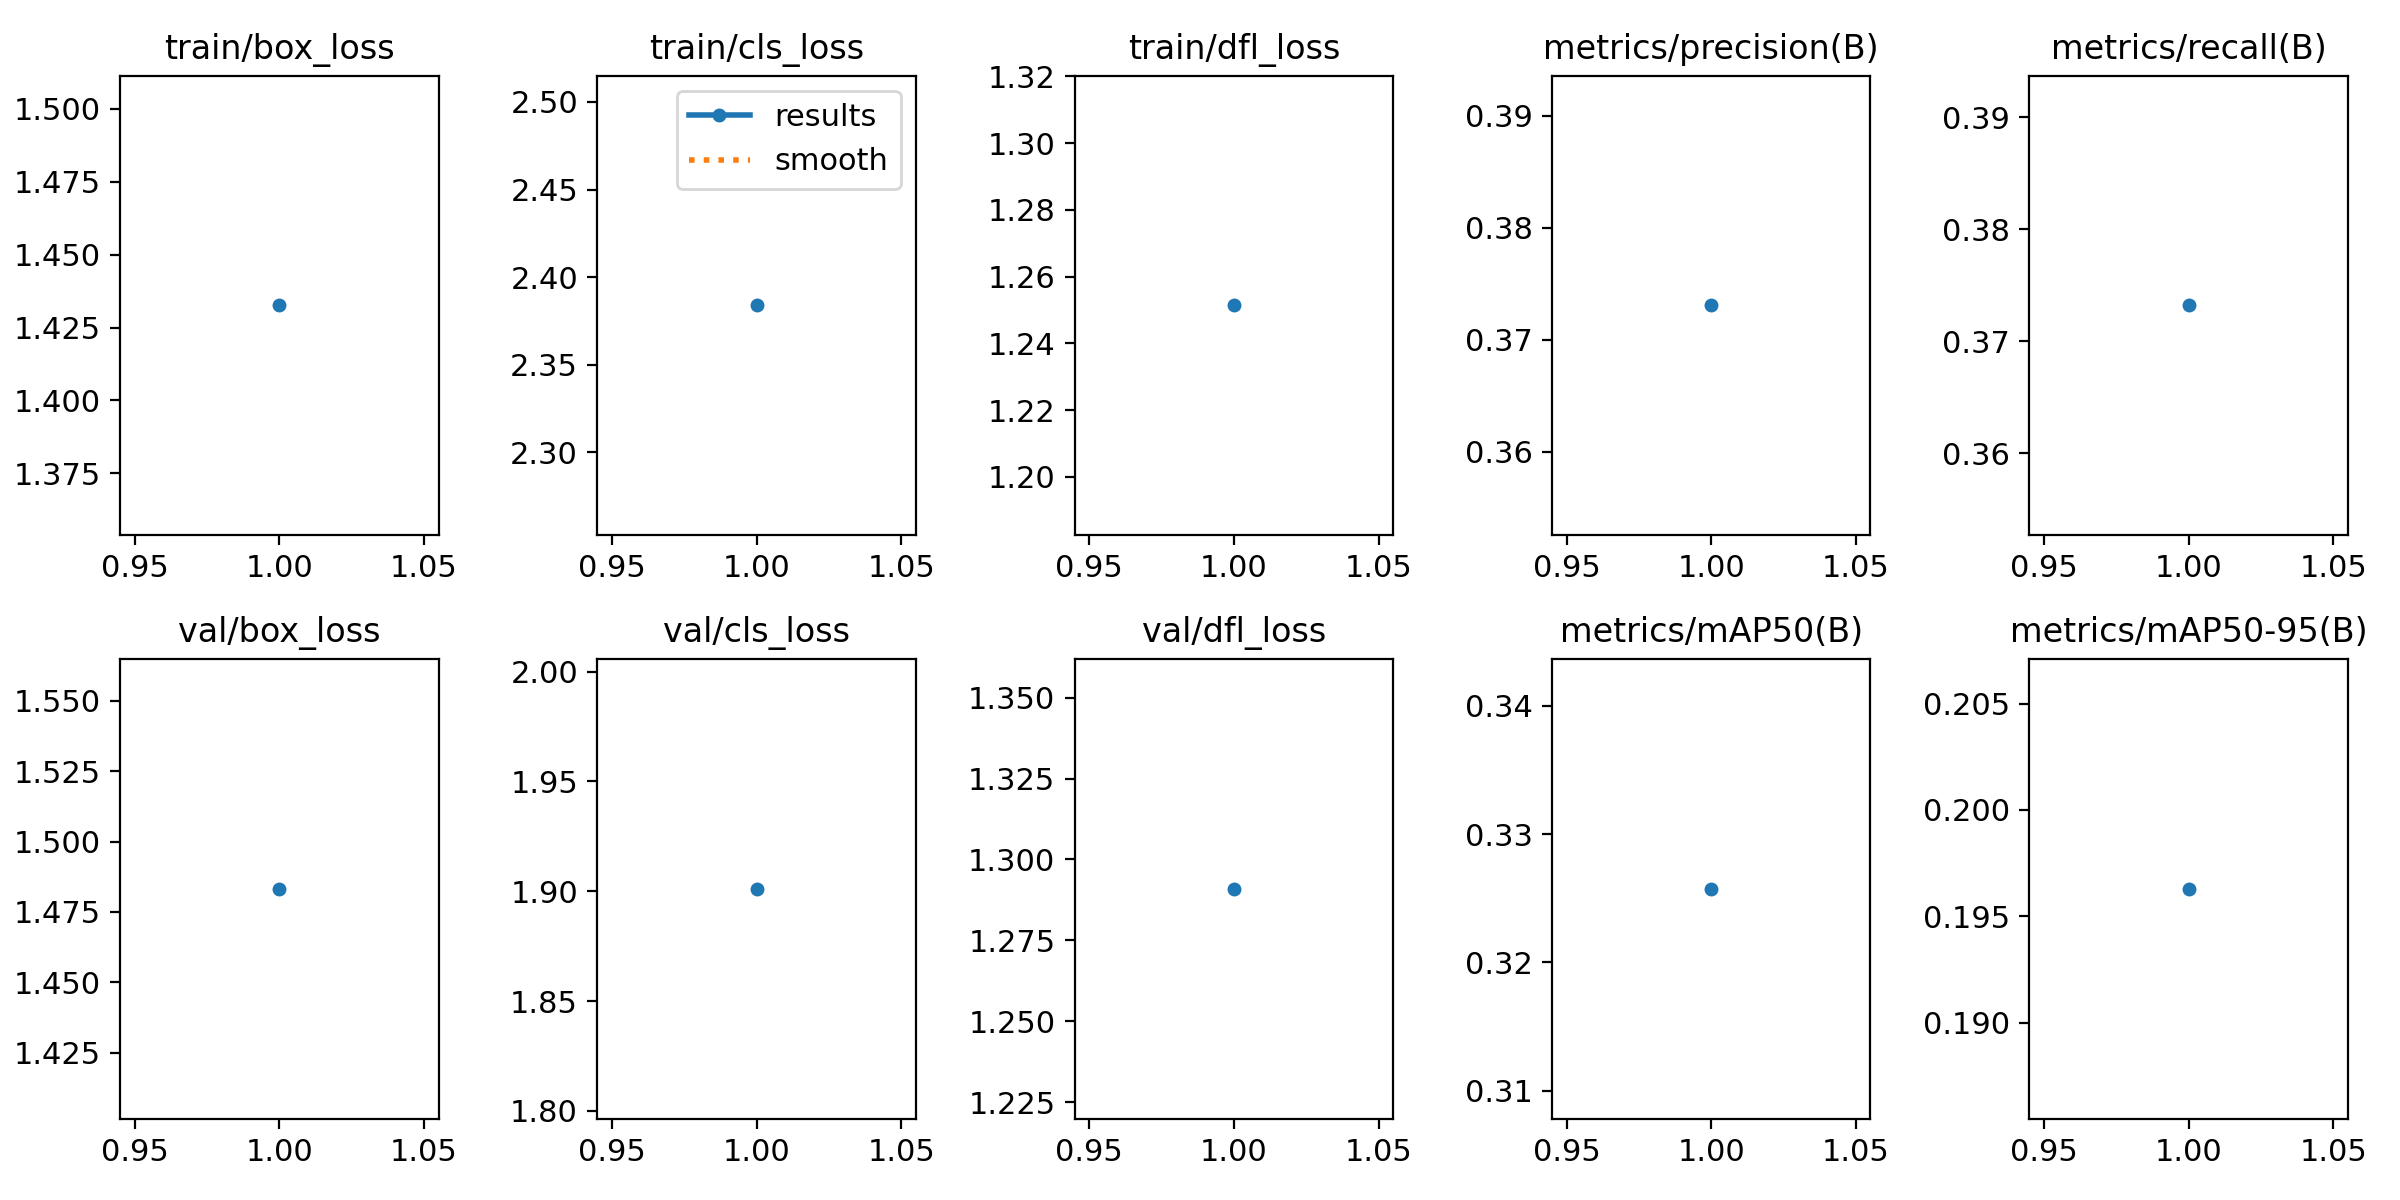 train/box_loss
1.500
1.475
1.450
1.425
1.400
1.375
0.95 1.00 1.05
train/cls_loss
results
smooth
2.50
2.45
2.40
2.35
2.30
0.95 1.00 1.05
train/dfl_loss
1.32
1.30
1.28
1.26
1.24
1.22
1.20
0.95 1.00 1.05
metrics/precision(B)
0.39
0.38
0.37
0.36
0.95 1.00 1.05
metrics/recall(B)
0.39
0.38
0.37
0.36
0.95 1.00 1.05
val/box_loss
1.550
1.525
1.500
1.475
1.450
1.425
0.95 1.00 1.05
val/cls_loss
2.00
1.95
1.90
1.85
1.80
0.95 1.00 1.05
val/dfl_loss
1.350
1.325
1.300
1.275
1.250
1.225
0.95 1.00 1.05
metrics/mAP50(B)
0.34
0.33
0.32
0.31
0.95 1.00 1.05
metrics/mAP50-95(B)
0.205
0.200
0.195
0.190
0.95 1.00 1.05